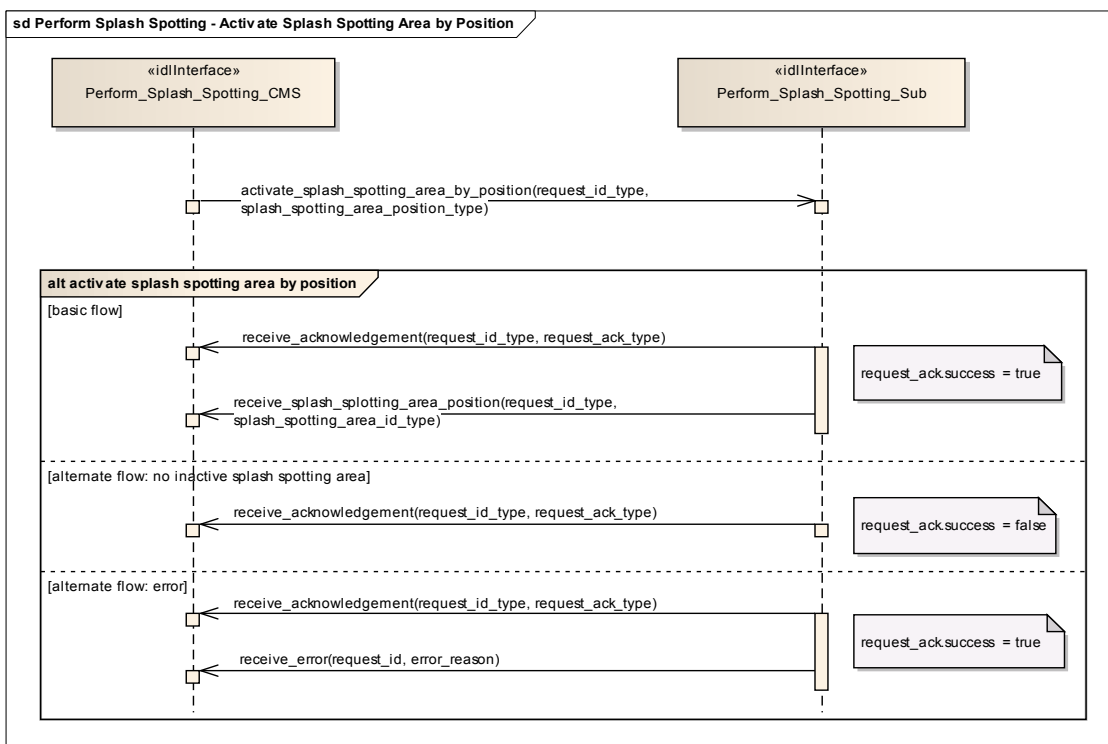 sd Perform Splash Spotting - Activate Splash Spotting Area by Position
«idlInterface»
Perform_Splash_Spotting_CMS
«idlInterface»
Perform_Splash_Spotting_Sub
activate_splash_spotting_area_by_position(request_id_type,
splash_spotting_area_position_type)
alt activate splash spotting area by position
[basic flow]
receive_acknowledgement(request_id_type, request_ack_type)
request_ack.success = true
receive_splash_splotting_area_position(request_id_type,
splash_spotting_area_id_type)
[alternate flow: no inactive splash spotting area]
receive_acknowledgement(request_id_type, request_ack_type)
request_ack.success = false
[alternate flow: error]
receive_acknowledgement(request_id_type, request_ack_type)
request_ack.success = true
receive_error(request_id, error_reason)